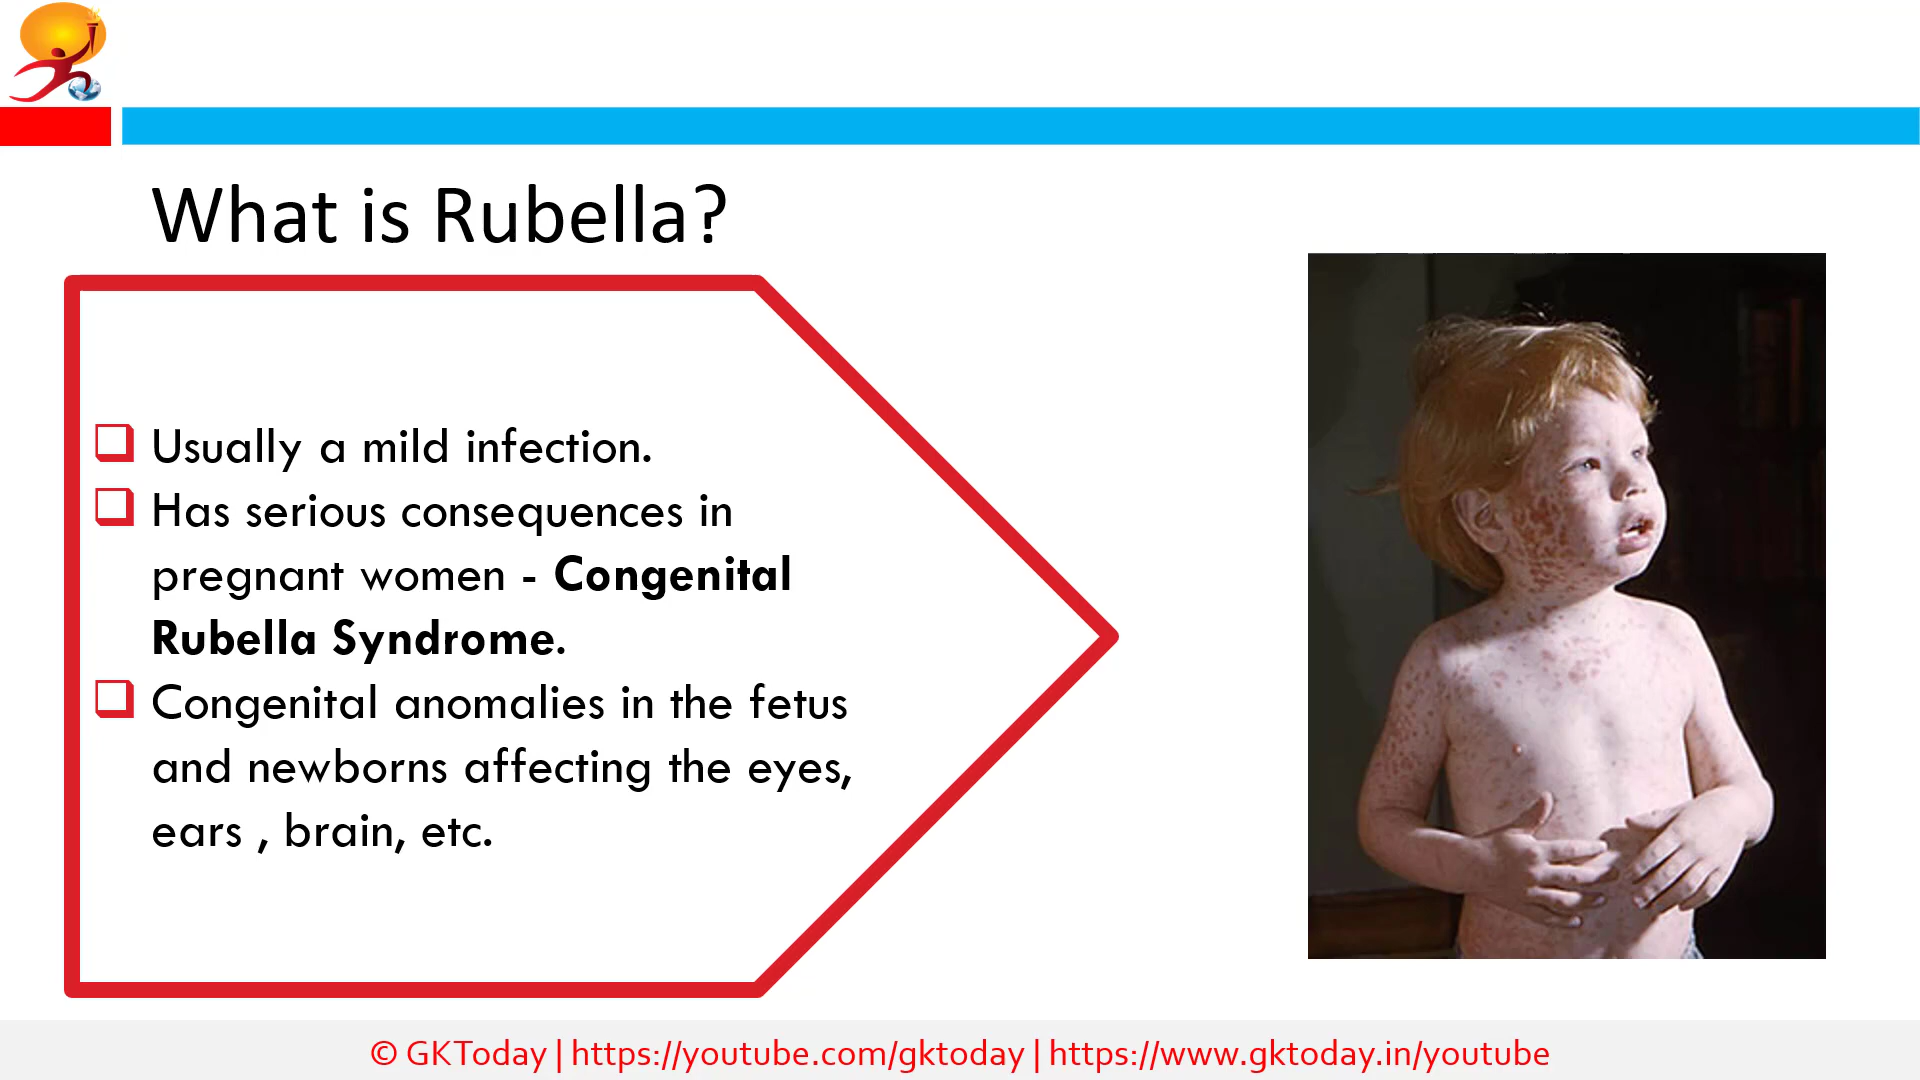 What is Rubella?
Usually a mild infection.
Has serious consequences in
pregnant women - Congenital
Rubella Syndrome.
Congenital anomalies in the fetus
and newborns affecting the eyes,
ears , brain, etc.
© GKToday | https://youtube.com/gktoday | https://www.gktoday.in/youtube